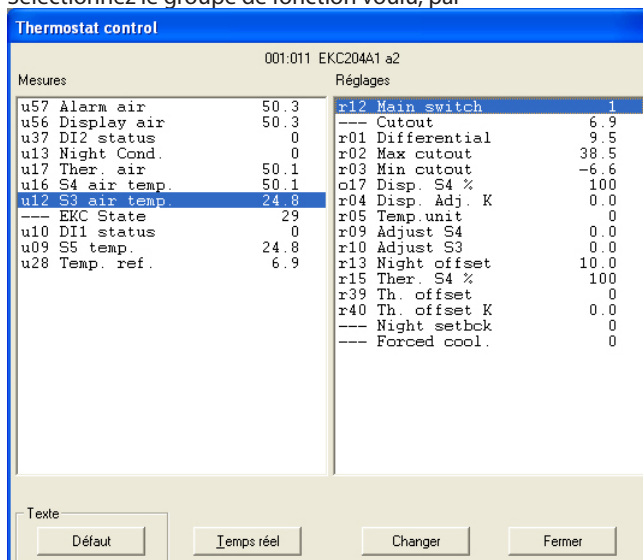 Sélectionnez le groupe de fonction voulu, par
Thermostat control
001:011 EKC204A1 a2
Mesures
u57 Alarm air 50.3
u56 Display air 50.3
u37 DI2 status 0
u13 Night Cond. 0
u17 Ther. air 50.1
u16 S4 air temp. 50.1
u12 S3 air temp. 24.8
--- EKC State 29
u10 DI1 status 0
u09 S5 temp. 24.8
u28 Temp. ref. 6.9
Réglages
r12 Main switch 1
--- Cutout 6.9
r01 Differential 9.5
r02 Max cutout 38.5
r03 Min cutout -6.6
o17 Disp. S4 % 100
r04 Disp. Adj. K 0.0
r05 Temp.unit 0
r09 Adjust S4 0.0
r10 Adjust S3 0.0
r13 Night offset 10.0
r15 Ther. S4 % 100
r39 Th. offset 0
r40 Th. offset K 0.0
--- Night setbck 0
--- Forced cool. 0
Texte
Défaut
Temps réel
Changer
Fermer